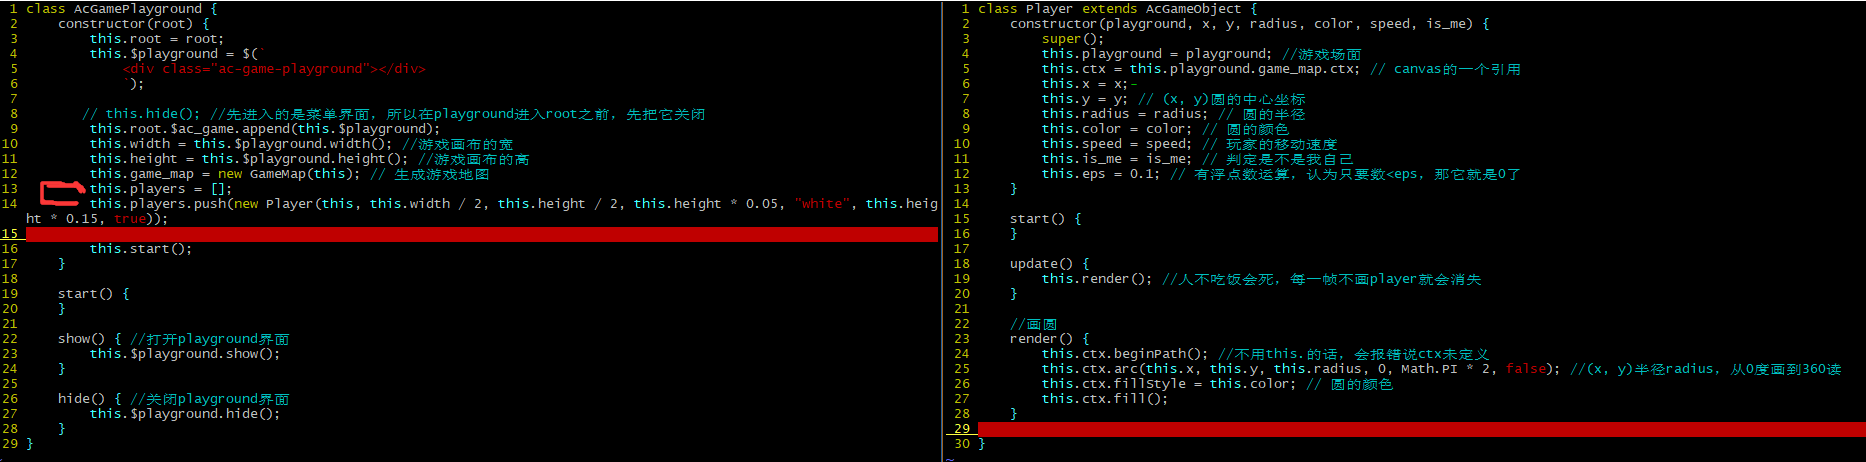 1 class AcGamePlayground {
2     constructor(root) {
3         this.root = root;
4         this.$playground = $(`
5             <div class="ac-game-playground"></div>
6             `);
7
8        // this.hide(); //先进入的是菜单界面，所以在playground进入root之前，先把它关闭
9         this.root.$ac_game.append(this.$playground);
10         this.width = this.$playground.width(); //游戏画布的宽
11         this.height = this.$playground.height(); //游戏画布的高
12         this.game_map = new GameMap(this); // 生成游戏地图
13         this.players = [];
14         this.players.push(new Player(this, this.width / 2, this.height / 2, this.height * 0.05, "white", this.heig
ht * 0.15, true));
15
16         this.start();
17     }
18
19     start() {
20     }
21
22     show() { //打开playground界面
23         this.$playground.show();
24     }
25
26     hide() { //关闭playground界面
27         this.$playground.hide();
28     }
29 }
~
1 class Player extends AcGameObject {
2     constructor(playground, x, y, radius, color, speed, is_me) {
3         super();
4         this.playground = playground; //游戏场面
5         this.ctx = this.playground.game_map.ctx; // canvas的一个引用
6         this.x = x;-
7         this.y = y; // (x, y)圆的中心坐标
8         this.radius = radius; // 圆的半径
9         this.color = color; // 圆的颜色
10         this.speed = speed; // 玩家的移动速度
11         this.is_me = is_me; // 判定是不是我自己
12         this.eps = 0.1; // 有浮点数运算，认为只要数<eps，那它就是0了
13     }
14
15     start() {
16     }
17
18     update() {
19         this.render(); //人不吃饭会死，每一帧不画player就会消失
20     }
21
22     //画圆
23     render() {
24         this.ctx.beginPath(); //不用this.的话，会报错说ctx未定义
25         this.ctx.arc(this.x, this.y, this.radius, 0, Math.PI * 2, false); //(x, y)半径radius，从0度画到360读
26         this.ctx.fillStyle = this.color; // 圆的颜色
27         this.ctx.fill();
28     }
29
30 }
~